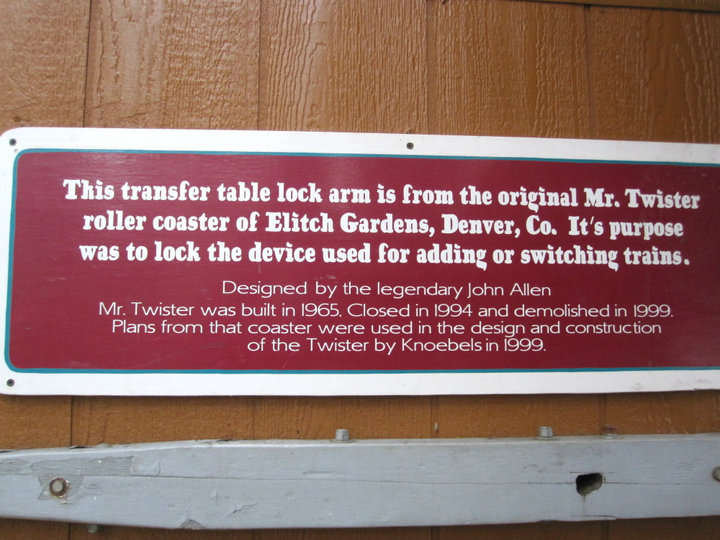 This transfer table lock arm is from the original Mr. Twister
roller coaster of Elitch Gardens, Denver, Co. It's purpose
was to lock the device used for adding or switching trains.
Designed by the legendary John Allen
Mr. Twister was built in 1965. Closed in 1994 and demolished in 1999.
Plans from that coaster were used in the design and construction
of the Twister by Knoebels in 1999.